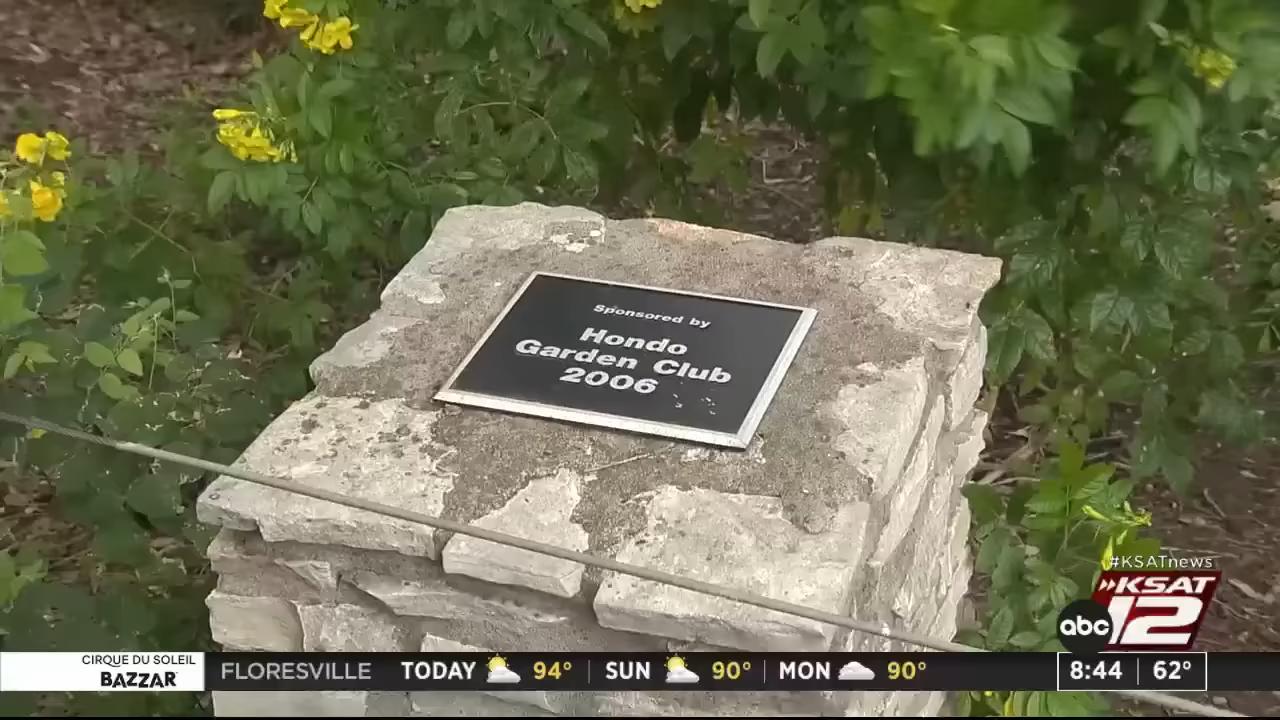 Sponsored by
Hondo
Garden Club
2006
#KSATnews
KSAT
abc 12
CIRQUE DU SOLEIL
BAZZAR
FLORESVILLE TODAY 94° SUN 90° MON 90° 8:44 62°